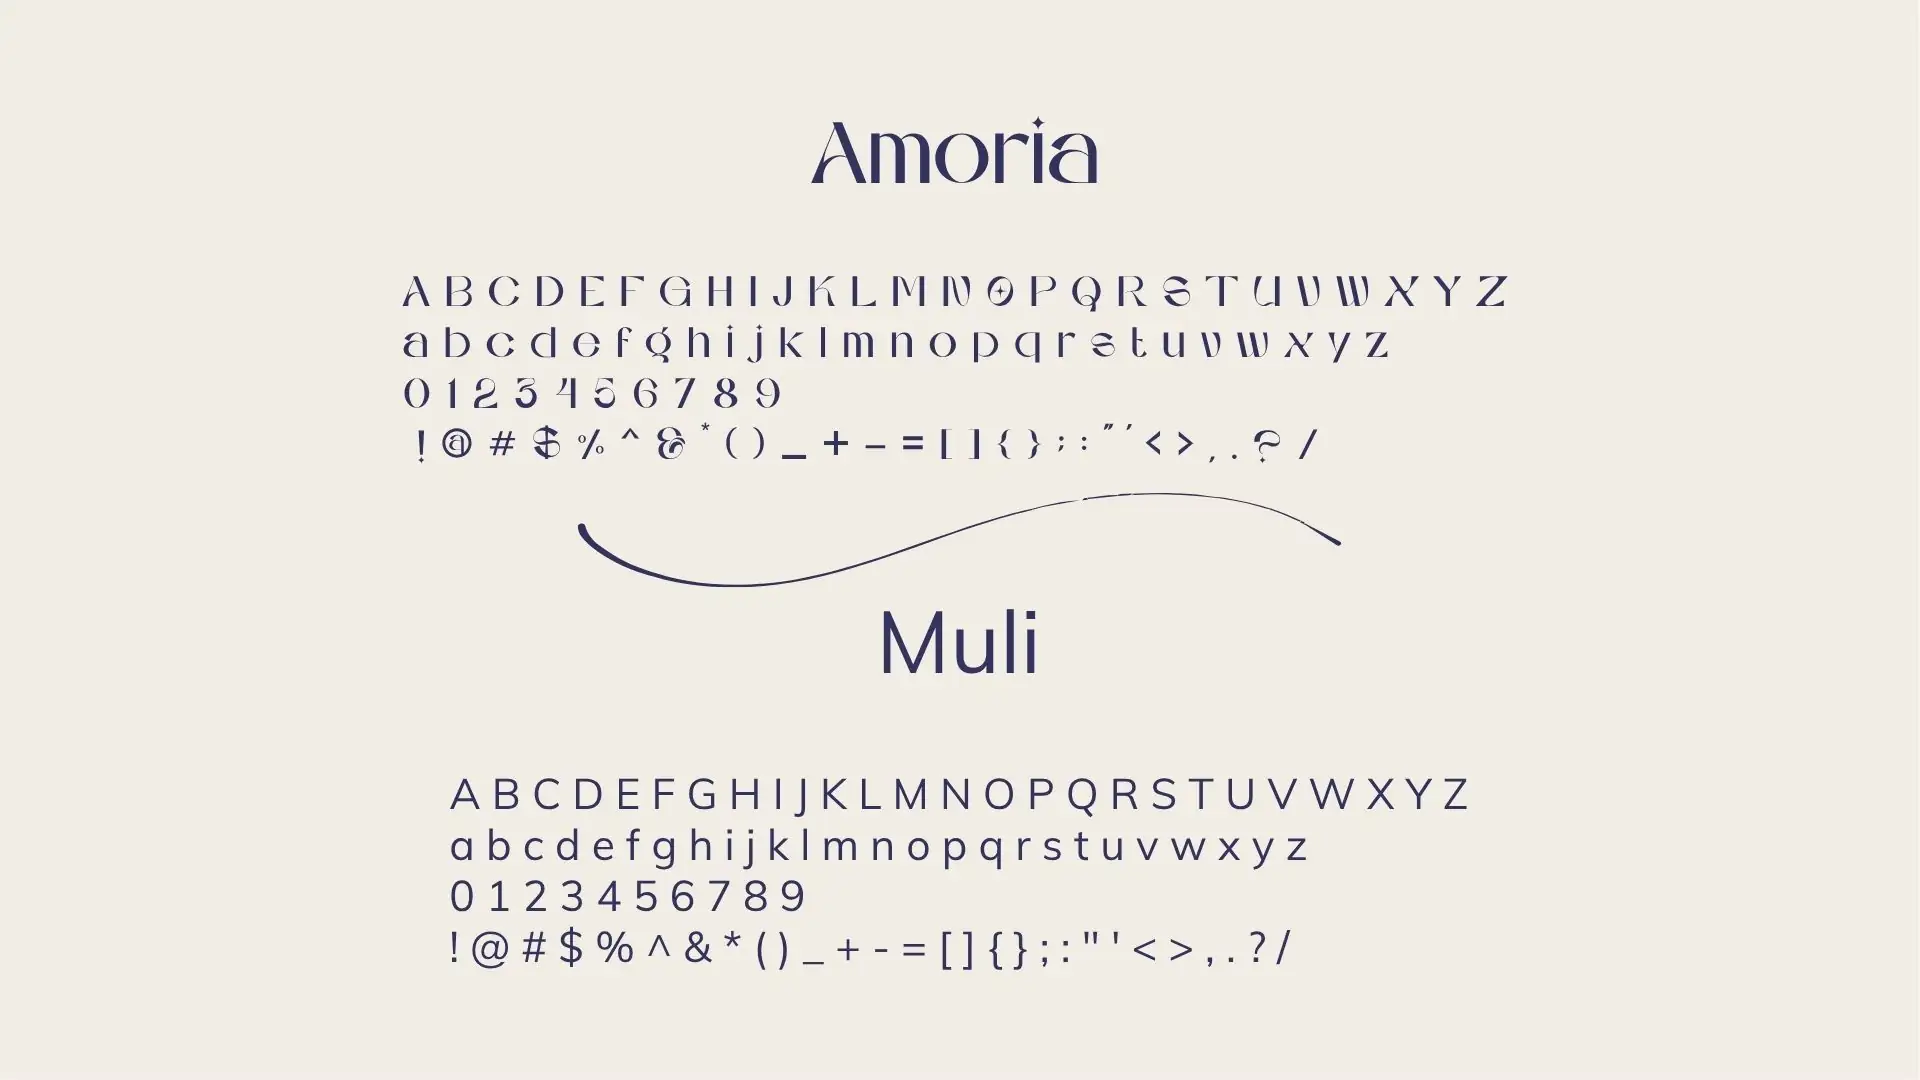 Amoria
A B C D E F G H I J K L M N O P Q R S T U V W X Y Z
a b c d e f g h i j k l m n o p q r s t u v w x y z
0 1 2 3 4 5 6 7 8 9
! @ # $ % ^ & * ( ) _ + - = [ ] { } ; : " ' < > , . ? /
Muli
A B C D E F G H I J K L M N O P Q R S T U V W X Y Z
a b c d e f g h i j k l m n o p q r s t u v w x y z
0 1 2 3 4 5 6 7 8 9
! @ # $ % ^ & * ( ) _ + - = [ ] { } ; : " ' < > , . ? /